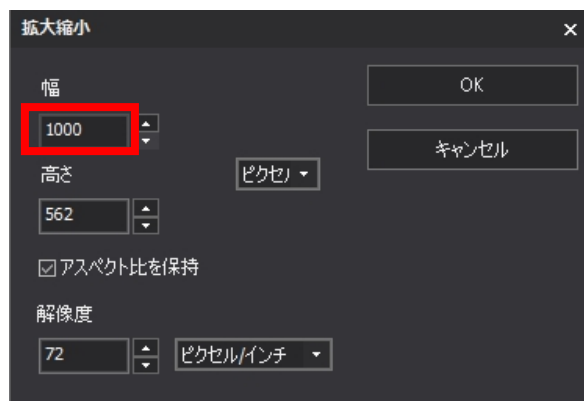 拡大縮小
幅
OK
1000
キャンセル
高さ
ピクセル
562
アスペクト比を保持
解像度
72 ピクセル/インチ